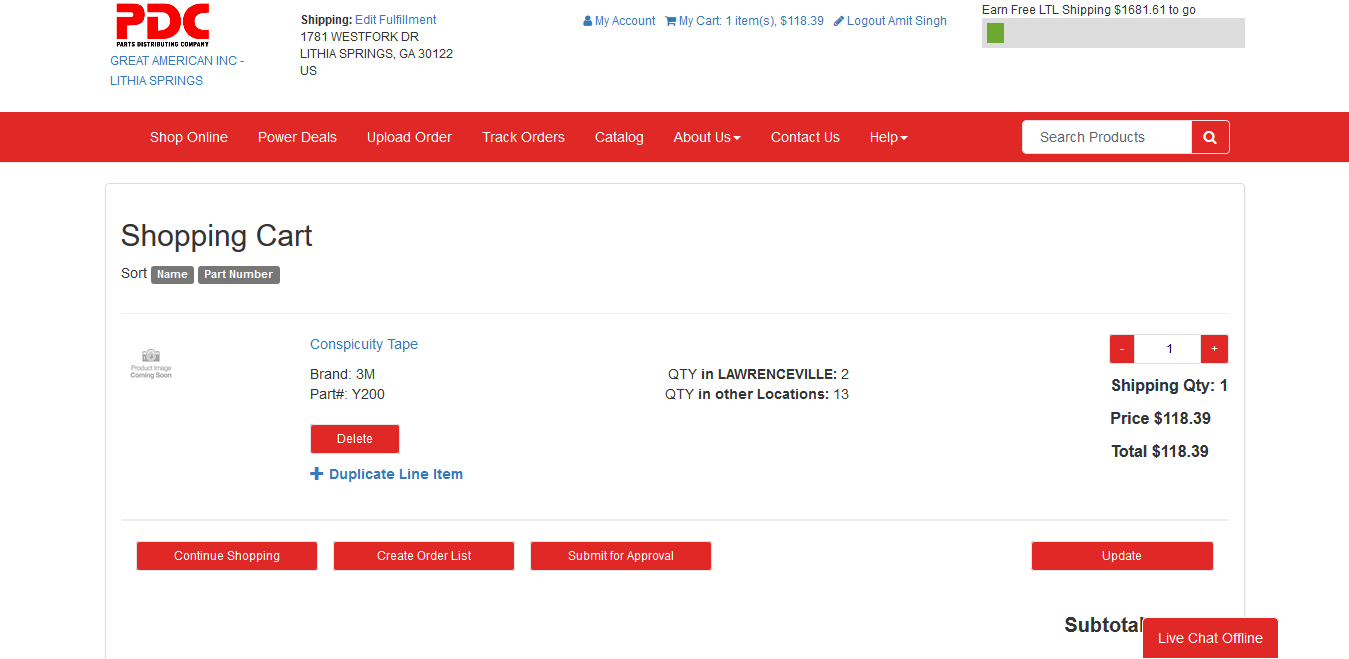 PDC
PARTS DISTRIBUTING COMPANY
GREAT AMERICAN INC -
LITHIA SPRINGS
Shipping: Edit Fulfillment
1781 WESTFORK DR
LITHIA SPRINGS, GA 30122
US
My Account My Cart: 1 item(s), $118.39 Logout Amit Singh
Earn Free LTL Shipping $1681.61 to go
Shop Online Power Deals Upload Order Track Orders Catalog About Us Contact Us Help Search Products
Shopping Cart
Sort Name Part Number
Product Image
Coming Soon
Conspicuity Tape
Brand: 3M
Part#: Y200
Delete
+ Duplicate Line Item
QTY in LAWRENCEVILLE: 2
QTY in other Locations: 13
- 1 +
Shipping Qty: 1
Price $118.39
Total $118.39
Continue Shopping Create Order List Submit for Approval Update
Subtotal
Live Chat Offline